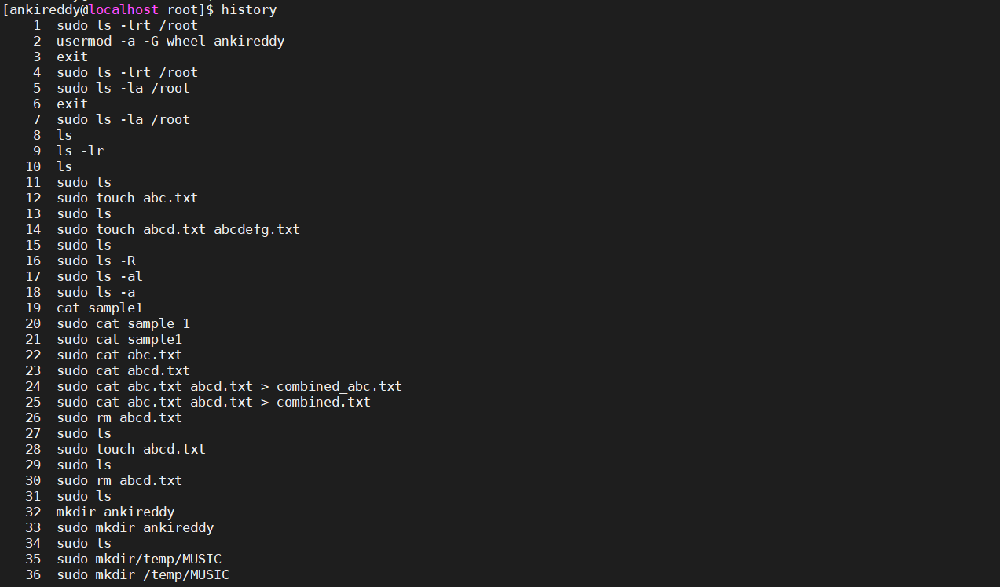 [ankireddy@localhost root]$ history
1 sudo ls -lrt /root
2 usermod -a -G wheel ankireddy
3 exit
4 sudo ls -lrt /root
5 sudo ls -la /root
6 exit
7 sudo ls -la /root
8 ls
9 ls -lr
10 ls
11 sudo ls
12 sudo touch abc.txt
13 sudo ls
14 sudo touch abcd.txt abcdefg.txt
15 sudo ls
16 sudo ls -R
17 sudo ls -al
18 sudo ls -a
19 cat sample1
20 sudo cat sample 1
21 sudo cat sample1
22 sudo cat abc.txt
23 sudo cat abcd.txt
24 sudo cat abc.txt abcd.txt > combined_abc.txt
25 sudo cat abc.txt abcd.txt > combined.txt
26 sudo rm abcd.txt
27 sudo ls
28 sudo touch abcd.txt
29 sudo ls
30 sudo rm abcd.txt
31 sudo ls
32 mkdir ankireddy
33 sudo mkdir ankireddy
34 sudo ls
35 sudo mkdir/temp/MUSIC
36 sudo mkdir /temp/MUSIC